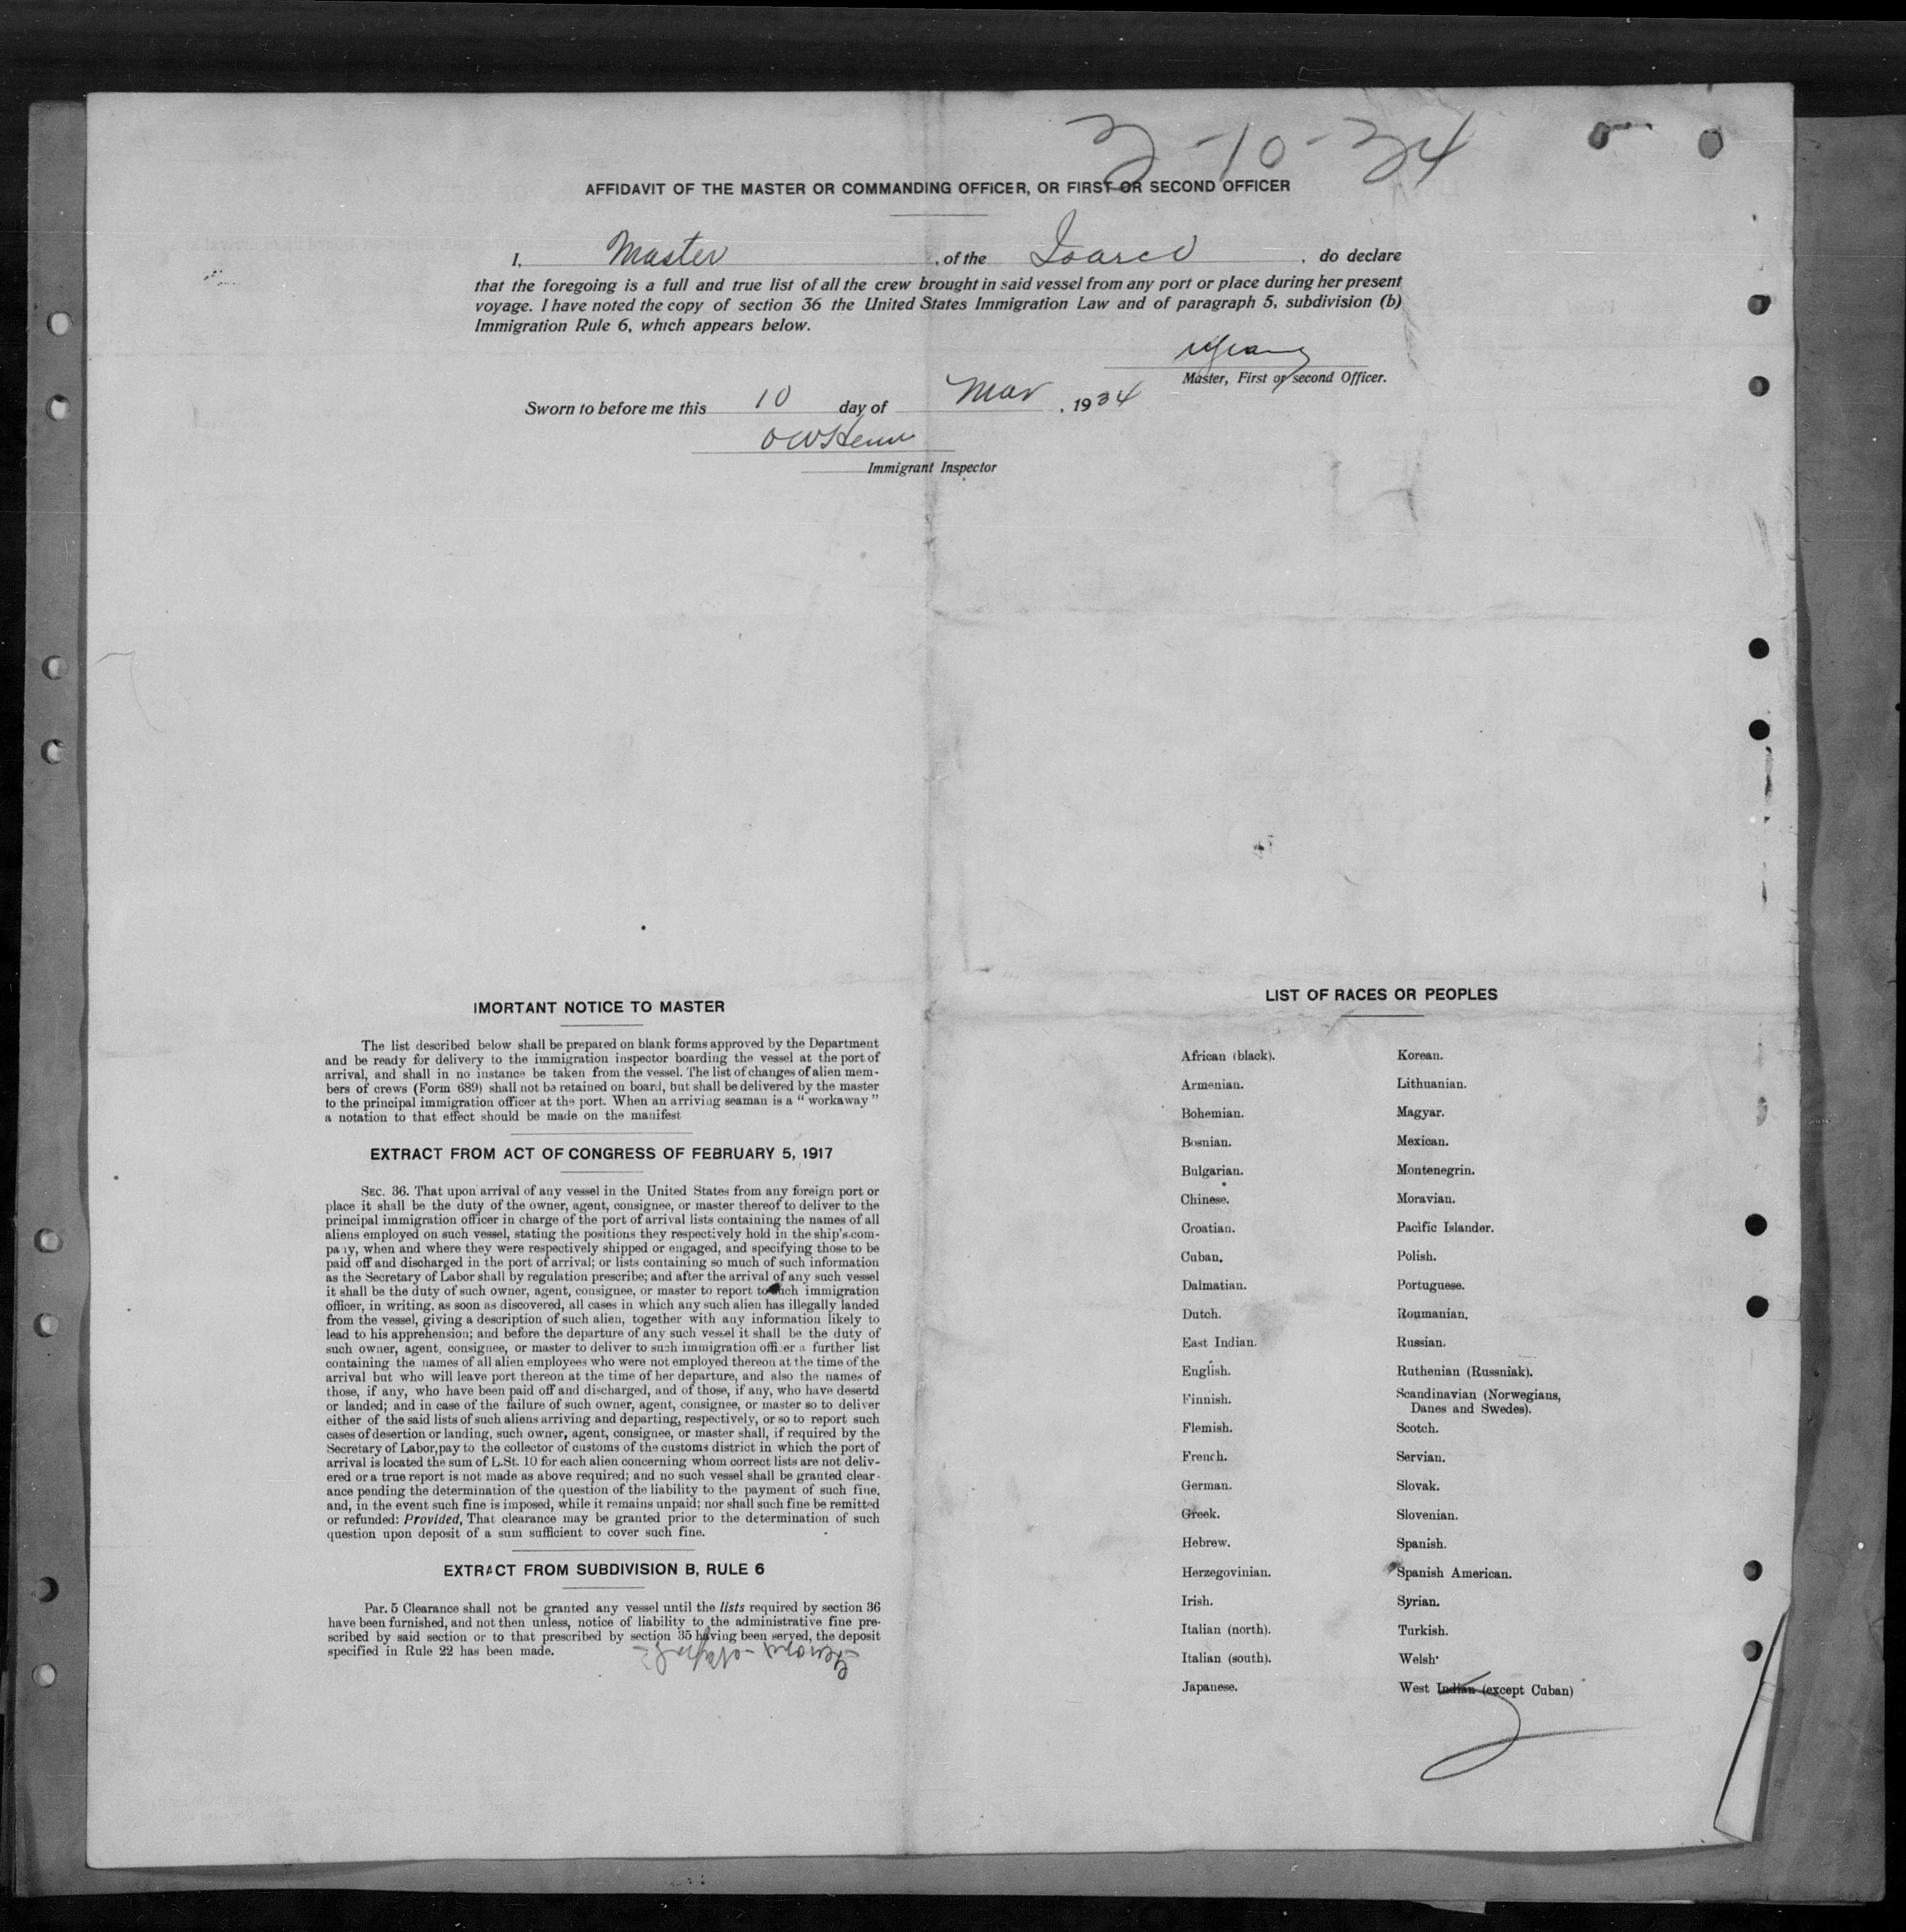 3-10-34
AFFIDAVIT OF THE MASTER OR COMMANDING OFFICER, OR FIRST OR SECOND OFFICER
I, Master , of the Isarco , do declare
that the foregoing is a full and true list of all the crew brought in said vessel from any port or place during her present
voyage. I have noted the copy of section 36 the United States Immigration Law and of paragraph 5, subdivision (b)
Immigration Rule 6, which appears below.
Master, First or second Officer.
Sworn to before me this 10 day of Mar , 1934
Immigrant Inspector
IMORTANT NOTICE TO MASTER
The list described below shall be prepared on blank forms approved by the Department
and be ready for delivery to the immigration inspector boarding the vessel at the port of
arrival, and shall in no instance be taken from the vessel. The list of changes of alien mem-
bers of crews (Form 689) shall not be retained on board, but shall be delivered by the master
to the principal immigration officer at the port. When an arriving seaman is a “ workaway ”
a notation to that effect should be made on the manifest
EXTRACT FROM ACT OF CONGRESS OF FEBRUARY 5, 1917
SEC. 36. That upon arrival of any vessel in the United States from any foreign port or
place it shall be the duty of the owner, agent, consignee, or master thereof to deliver to the
principal immigration officer in charge of the port of arrival lists containing the names of all
aliens employed on such vessel, stating the positions they respectively hold in the ship's com-
pany, when and where they were respectively shipped or engaged, and specifying those to be
paid off and discharged in the port of arrival; or lists containing so much of such information
as the Secretary of Labor shall by regulation prescribe; and after the arrival of any such vessel
it shall be the duty of such owner, agent, consignee, or master to report to such immigration
officer, in writing, as soon as discovered, all cases in which any such alien has illegally landed
from the vessel, giving a description of such alien, together with any information likely to
lead to his apprehension; and before the departure of any such vessel it shall be the duty of
such owner, agent, consignee, or master to deliver to such immigration officer a further list
containing the names of all alien employees who were not employed thereon at the time of the
arrival but who will leave port thereon at the time of her departure, and also the names of
those, if any, who have been paid off and discharged, and of those, if any, who have desertd
or landed; and in case of the failure of such owner, agent, consignee, or master so to deliver
either of the said lists of such aliens arriving and departing, respectively, or so to report such
cases of desertion or landing, such owner, agent, consignee, or master shall, if required by the
Secretary of Labor,pay to the collector of customs of the customs district in which the port of
arrival is located the sum of L.St. 10 for each alien concerning whom correct lists are not deliv-
ered or a true report is not made as above required; and no such vessel shall be granted clear-
ance pending the determination of the question of the liability to the payment of such fine,
and, in the event such fine is imposed, while it remains unpaid; nor shall such fine be remitted
or refunded: Provided, That clearance may be granted prior to the determination of such
question upon deposit of a sum sufficient to cover such fine.
EXTRACT FROM SUBDIVISION B, RULE 6
Par. 5 Clearance shall not be granted any vessel until the lists required by section 36
have been furnished, and not then unless, notice of liability to the administrative fine pre-
scribed by said section or to that prescribed by section 35 having been served, the deposit
specified in Rule 22 has been made.
LIST OF RACES OR PEOPLES
African (black).
Armenian.
Bohemian.
Bosnian.
Bulgarian.
Chinese.
Croatian.
Cuban.
Dalmatian.
Dutch.
East Indian.
English.
Finnish.
Flemish.
French.
German.
Greek.
Hebrew.
Herzegovinian.
Irish.
Italian (north).
Italian (south).
Japanese.
Korean.
Lithuanian.
Magyar.
Mexican.
Montenegrin.
Moravian.
Pacific Islander.
Polish.
Portuguese.
Roumanian.
Russian.
Ruthenian (Russniak).
Scandinavian (Norwegians,
Danes and Swedes).
Scotch.
Servian.
Slovak.
Slovenian.
Spanish.
Spanish American.
Syrian.
Turkish.
Welsh.
West Indian (except Cuban)